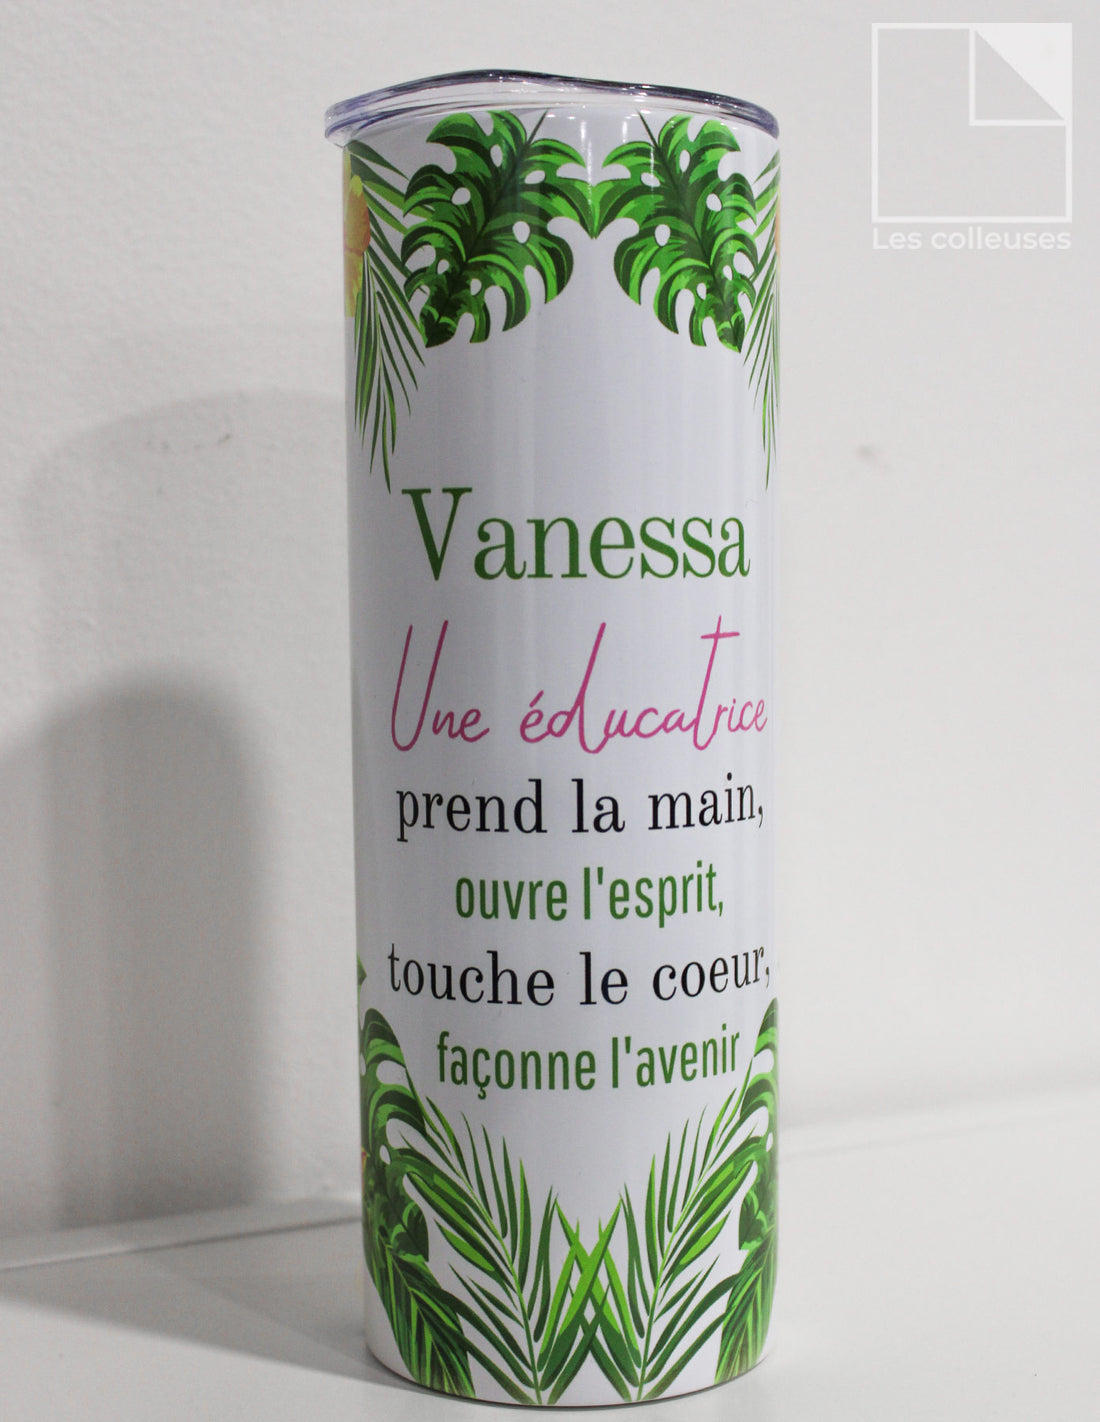 Les colleuses
Vanessa
Une éducatrice
prend la main,
ouvre l'esprit,
touche le coeur,
façonne l'avenir